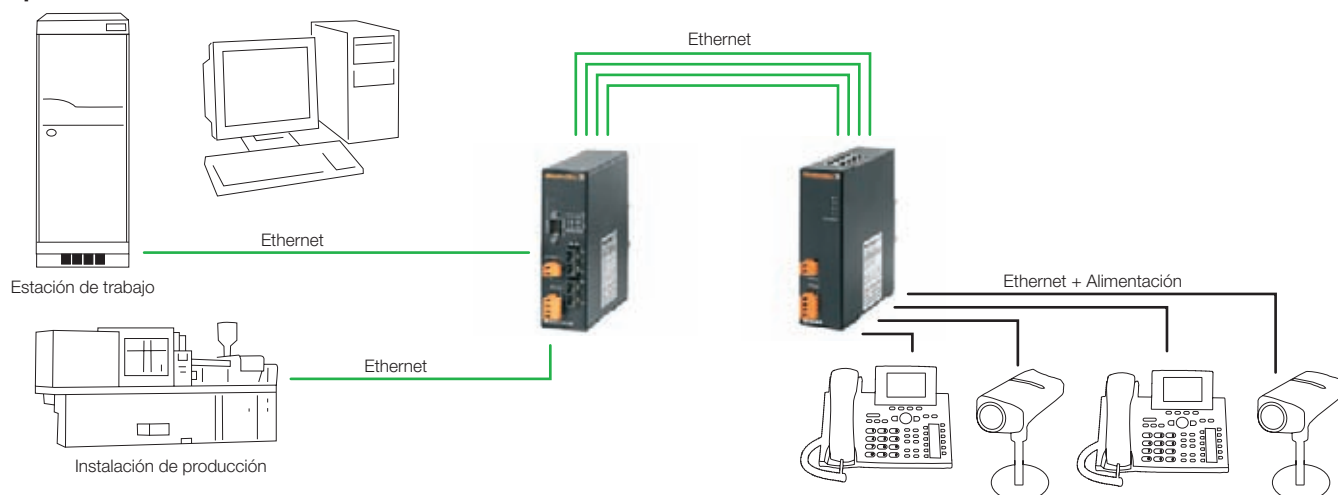 Ethernet
Ethernet
Estación de trabajo
Ethernet + Alimentación
Ethernet
Instalación de producción